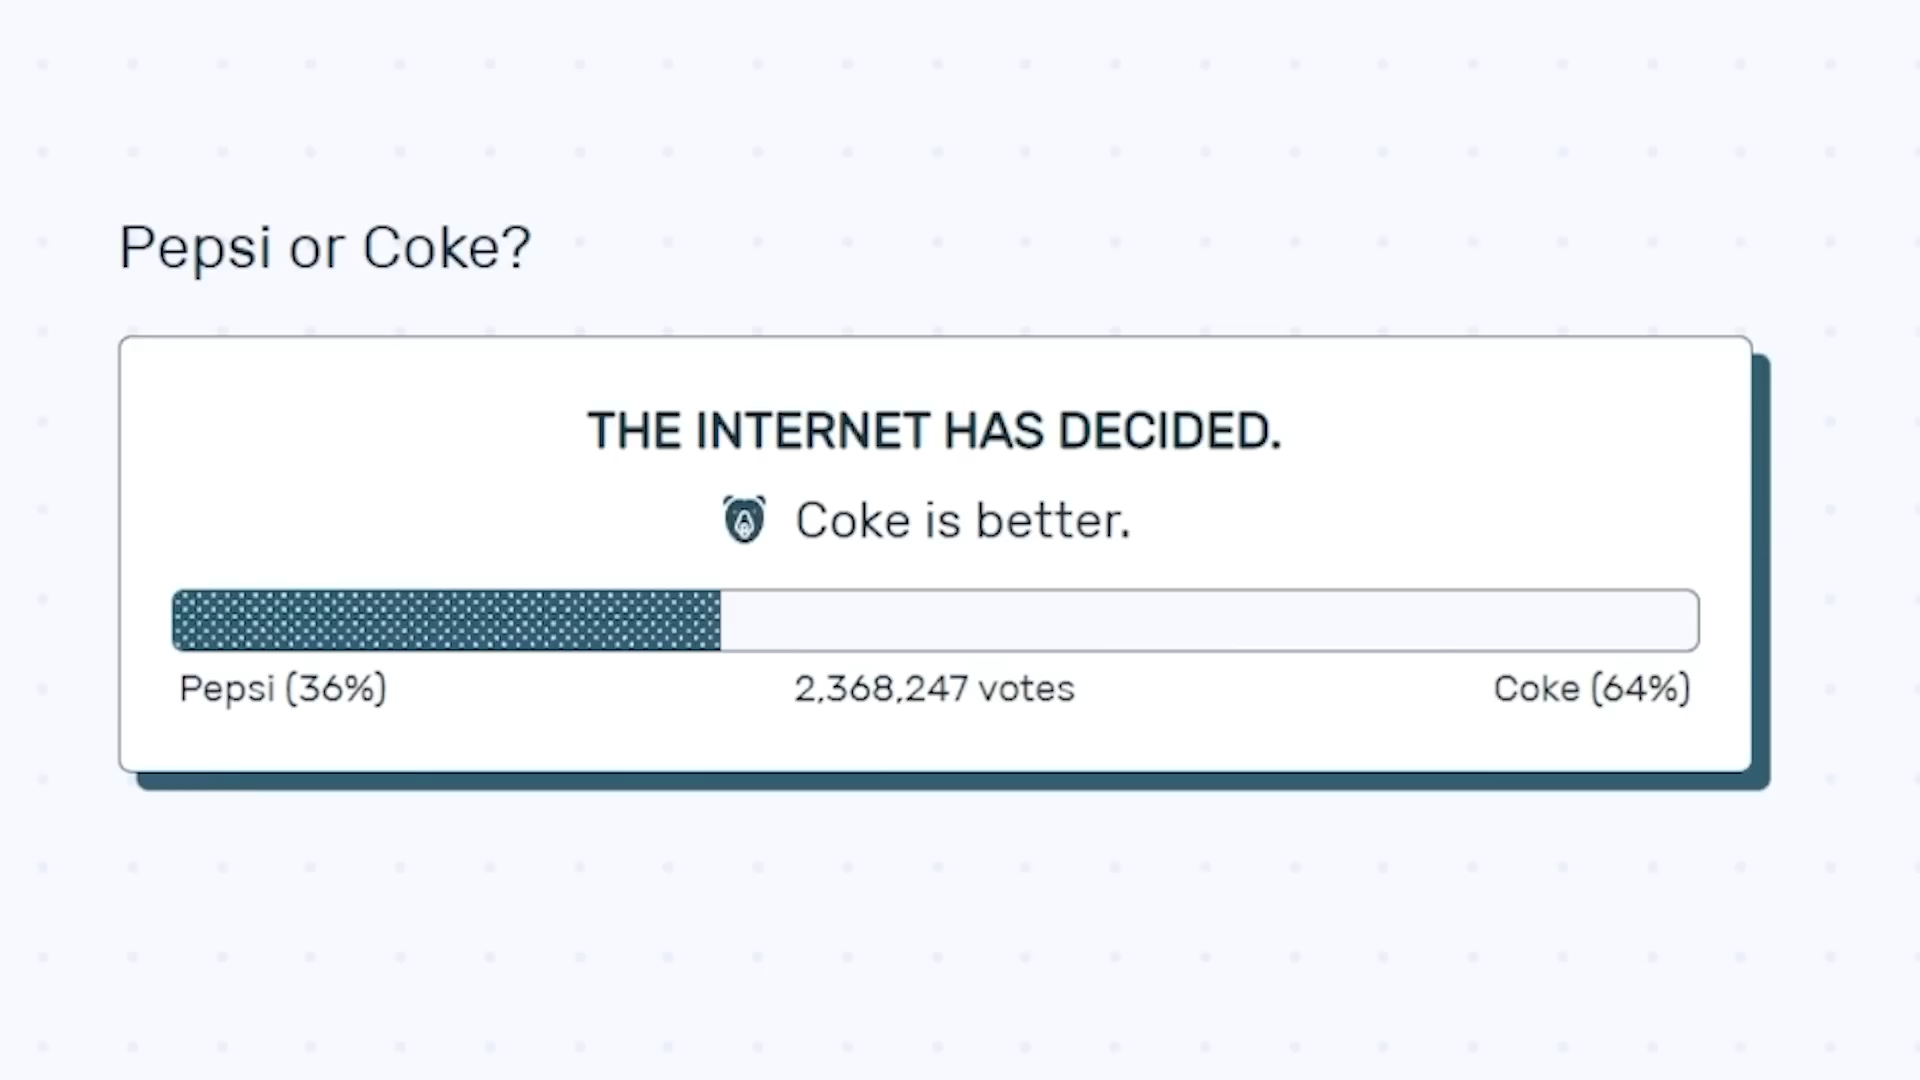 Pepsi or Coke?
THE INTERNET HAS DECIDED.
Coke is better.
Pepsi (36%) 2,368,247 votes Coke (64%)